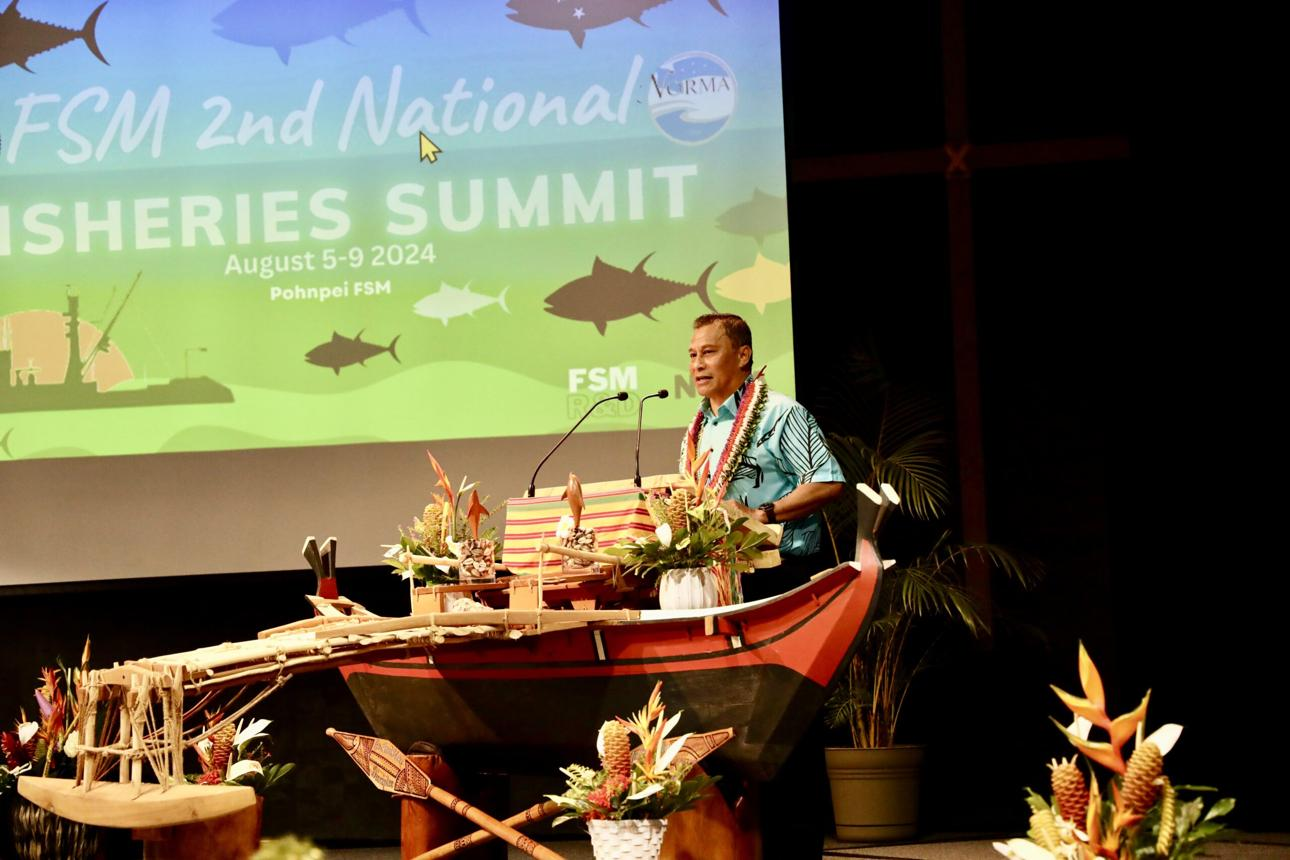 FSM 2nd National
NORMA
ISHERIES SUMMIT
August 5-9 2024
Pohnpei FSM
FSM
R&D
N